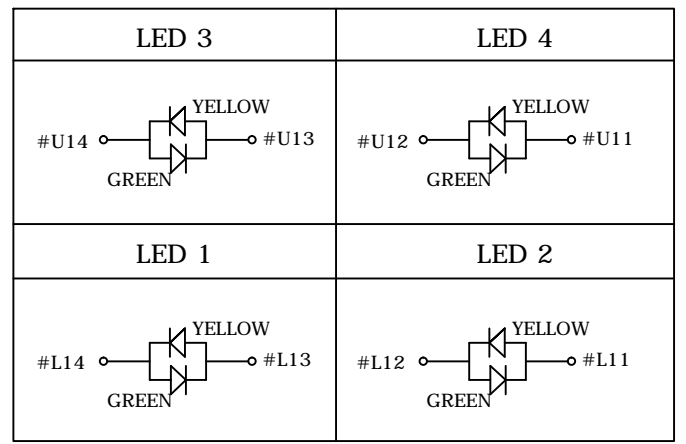 LED 3
LED 4
YELLOW
#U14
#U13
GREEN
YELLOW
#U12
#U11
GREEN
LED 1
LED 2
YELLOW
#L14
#L13
GREEN
YELLOW
#L12
#L11
GREEN